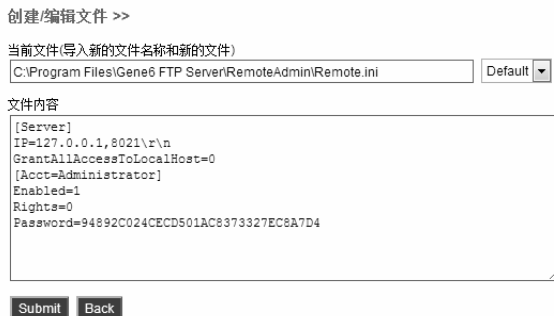 创建/编辑文件 >>
当前文件(导入新的文件名称和新的文件)
C:\Program Files\Gene6 FTP Server\RemoteAdmin\Remote.ini Default
文件内容
[Server]
IP=127.0.0.1,8021\r\n
GrantAllAccessToLocalHost=0
[Acct=Administrator]
Enabled=1
Rights=0
Password=94892C024CECD501AC8373327EC8A7D4
Submit Back